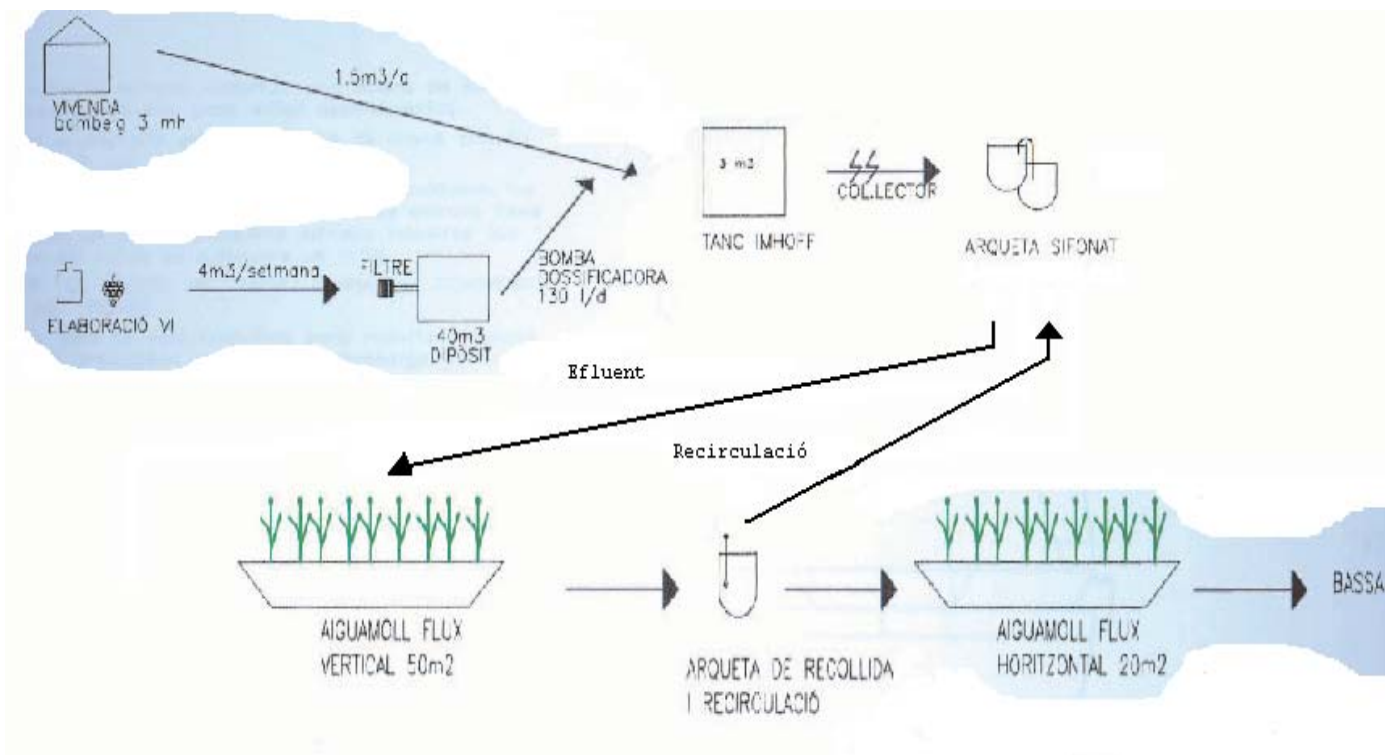 VIVENDA
bombeig 3 mh
1.5m3/d
3 m3
TANC IMHOFF
COL.LECTOR
ARQUETA SIFONAT
ELABORACIÓ VI
4m3/setmana
FILTRE
40m3
DIPÒSIT
BOMBA
DOSSIFICADORA
130 l/d
Efluent
Recirculació
AIGUAMOLL FLUX
VERTICAL 50m2
ARQUETA DE RECOLLIDA
I RECIRCULACIÓ
AIGUAMOLL FLUX
HORITZONTAL 20m2
BASSA